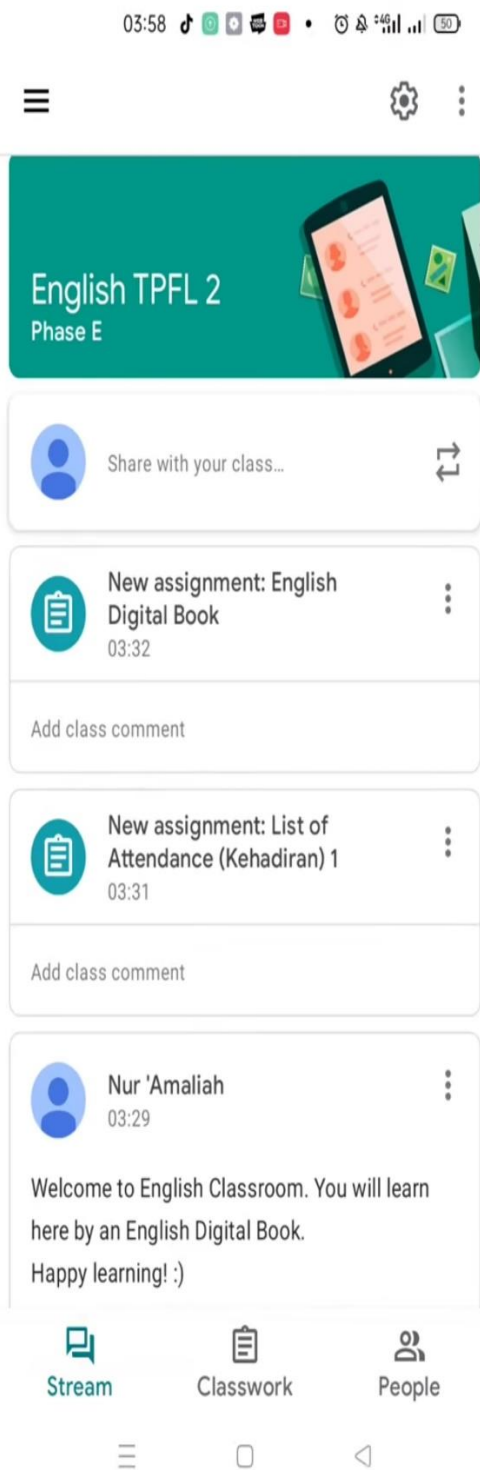 03:58
4G
50
English TPFL 2
Phase E
Share with your class...
New assignment: English
Digital Book
03:32
Add class comment
New assignment: List of
Attendance (Kehadiran) 1
03:31
Add class comment
Nur 'Amaliah
03:29
Welcome to English Classroom. You will learn
here by an English Digital Book.
Happy learning! :)
Stream
Classwork
People